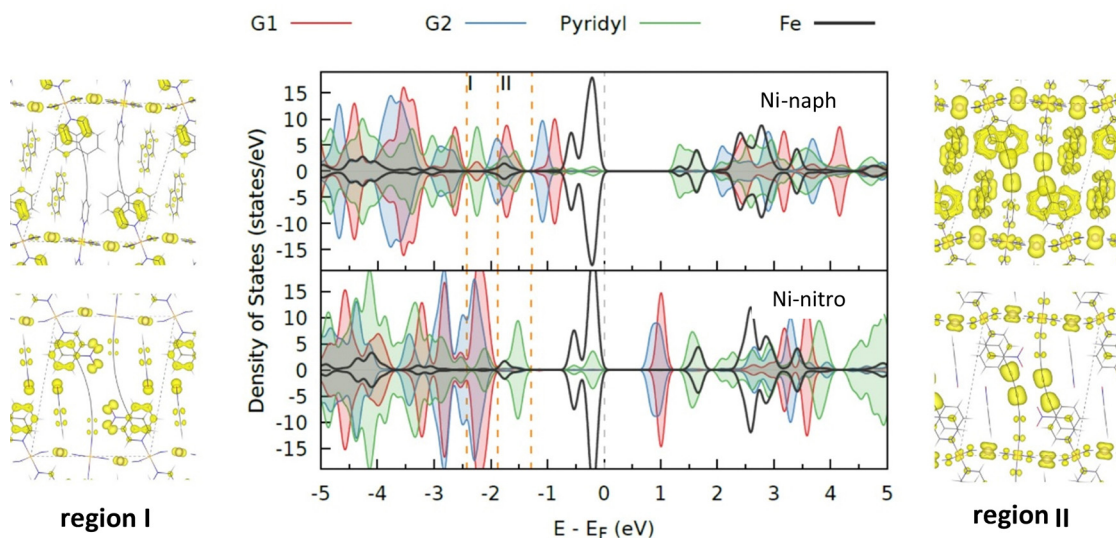 G1 G2 Pyridyl Fe
I II
Ni-naph
15
10
5
0
-5
-10
-15
Ni-nitro
15
10
5
0
-5
-10
-15
Density of States (states/eV)
-5 -4 -3 -2 -1 0 1 2 3 4 5
E - EF (eV)
region I
region II